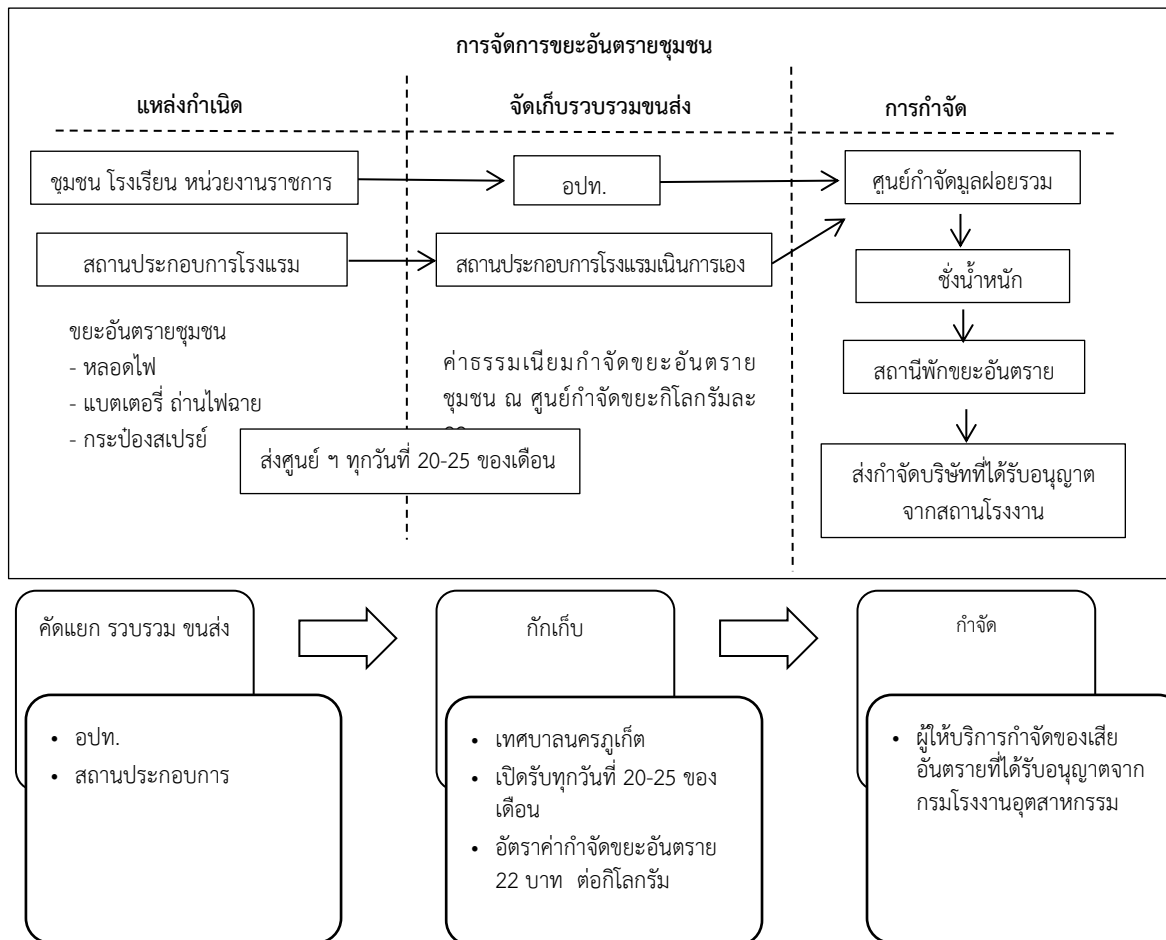 การจัดการขยะอันตรายชุมชน
แหล่งกำเนิด
จัดเก็บรวบรวมขนส่ง
การกำจัด
ชุมชน โรงเรียน หน่วยงานราชการ
อปท.
ศูนย์กำจัดมูลฝอยรวม
สถานประกอบการโรงแรม
สถานประกอบการโรงแรมเนินการเอง
ชั่งน้ำหนัก
สถานีพักขยะอันตราย
ส่งกำจัดบริษัทที่ได้รับอนุญาต
จากสถานโรงงาน
ขยะอันตรายชุมชน
- หลอดไฟ
- แบตเตอรี่ ถ่านไฟฉาย
- กระป๋องสเปรย์
ค่าธรรมเนียมกำจัดขยะอันตราย
ชุมชน ณ ศูนย์กำจัดขยะกิโลกรัมละ
ส่งศูนย์ ฯ ทุกวันที่ 20-25 ของเดือน
คัดแยก รวบรวม ขนส่ง
• อปท.
• สถานประกอบการ
กักเก็บ
• เทศบาลนครภูเก็ต
• เปิดรับทุกวันที่ 20-25 ของ
เดือน
• อัตราค่ากำจัดขยะอันตราย
22 บาท ต่อกิโลกรัม
กำจัด
• ผู้ให้บริการกำจัดของเสีย
อันตรายที่ได้รับอนุญาตจาก
กรมโรงงานอุตสาหกรรม